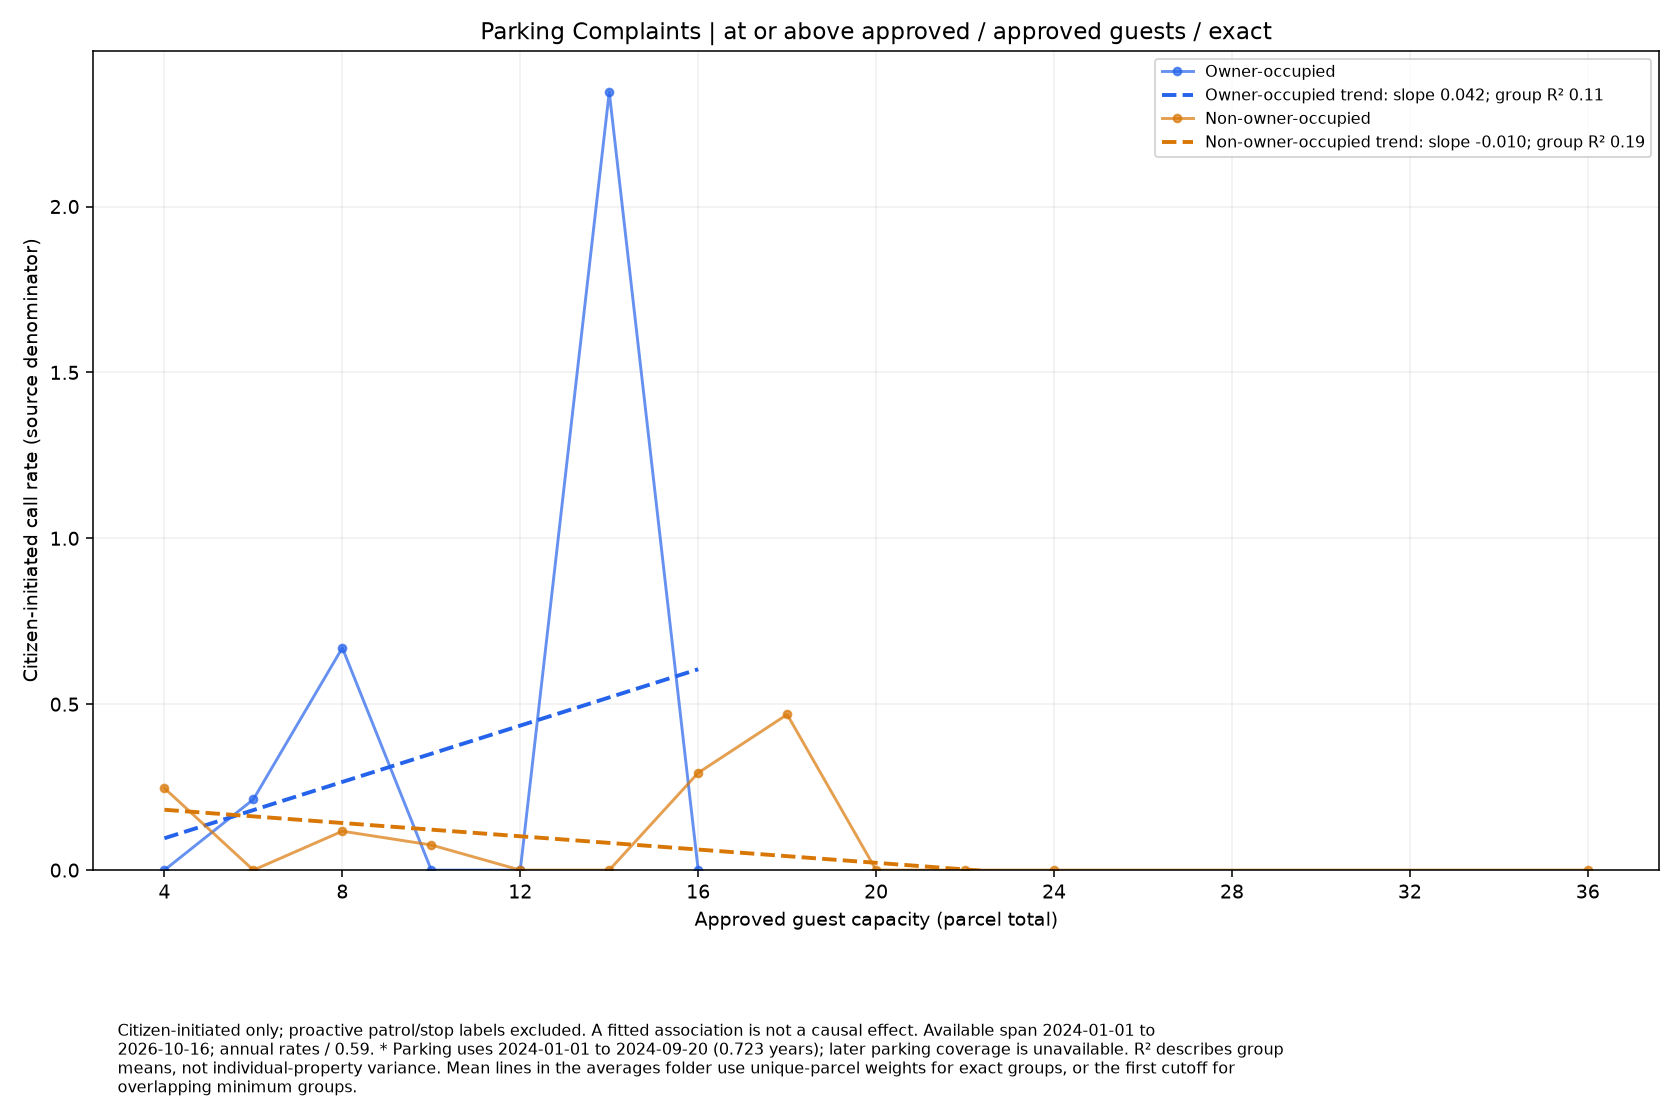 Parking Complaints | at or above approved / approved guests / exact
Owner-occupied
Owner-occupied trend: slope 0.042; group R² 0.11
Non-owner-occupied
Non-owner-occupied trend: slope -0.010; group R² 0.19
Citizen-initiated call rate (source denominator)
2.0
1.5
1.0
0.5
0.0
4 8 12 16 20 24 28 32 36
Approved guest capacity (parcel total)
Citizen-initiated only; proactive patrol/stop labels excluded. A fitted association is not a causal effect. Available span 2024-01-01 to
2026-10-16; annual rates / 0.59. * Parking uses 2024-01-01 to 2024-09-20 (0.723 years); later parking coverage is unavailable. R² describes group
means, not individual-property variance. Mean lines in the averages folder use unique-parcel weights for exact groups, or the first cutoff for
overlapping minimum groups.